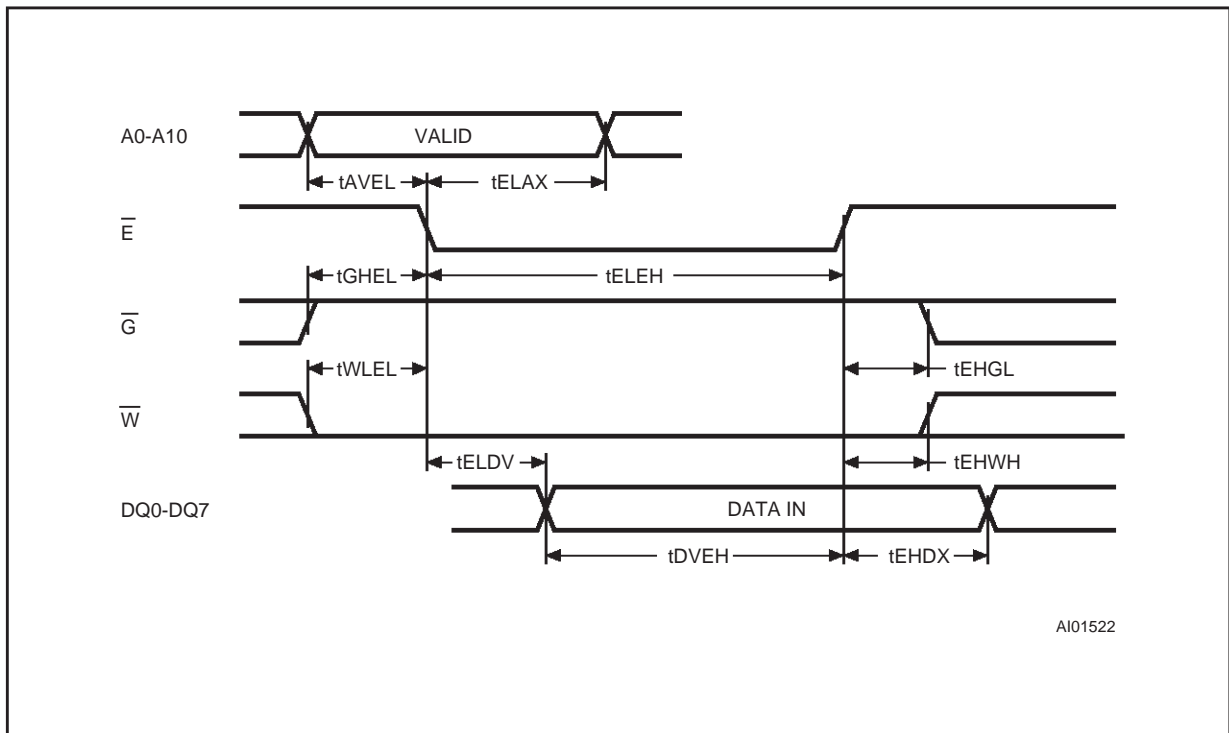 A0-A10
VALID
tAVEL
tELAX
E̅
tGHEL
tELEH
G̅
tWLEL
tEHGL
W̅
tELDV
tEHWH
DQ0-DQ7
DATA IN
tDVEH
tEHDX
AI01522